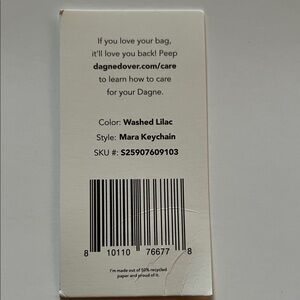 If you love your bag,
it'll love you back! Peep
dagnedover.com/care
to learn how to care
for your Dagne.
Color: Washed Lilac
Style: Mara Keychain
SKU #: S25907609103
8 10110 76677 8
I'm made out of 50% recycled
paper and proud of it.